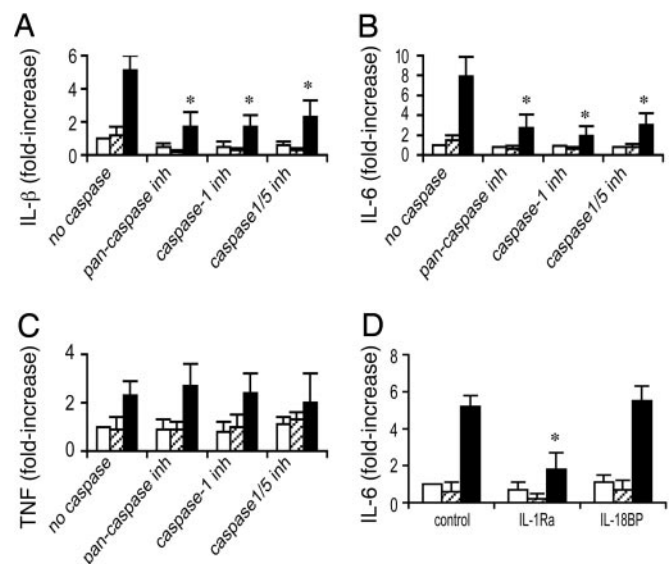 A
IL-β (fold-increase)
6
4
2
0
*
*
*
no caspase
pan-caspase inh
caspase-1 inh
caspase1/5 inh
B
IL-6 (fold-increase)
10
8
6
4
2
0
*
*
*
no caspase
pan-caspase inh
caspase-1 inh
caspase1/5 inh
C
TNF (fold-increase)
4
2
0
no caspase
pan-caspase inh
caspase-1 inh
caspase1/5 inh
D
IL-6 (fold-increase)
8
6
4
2
0
*
control
IL-1Ra
IL-18BP